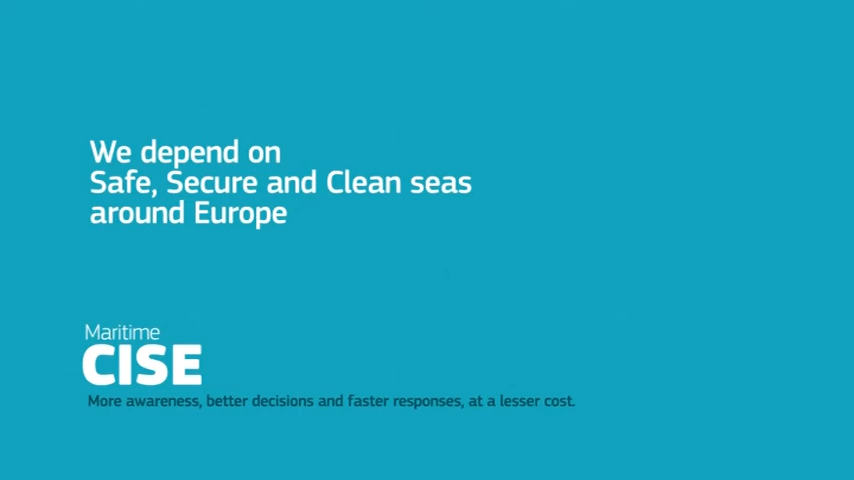 We depend on
Safe, Secure and Clean seas
around Europe
Maritime
CISE
More awareness, better decisions and faster responses, at a lesser cost.